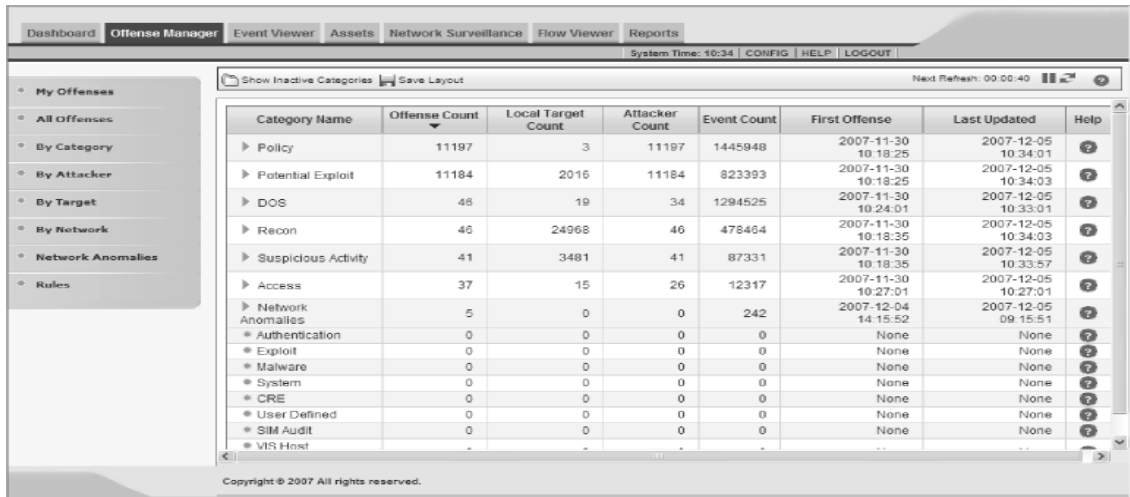 Dashboard Offense Manager Event Viewer Assets Network Surveillance Flow Viewer Reports
System Time: 10:34 CONFIG HELP LOGOUT
My Offenses
All Offenses
By Category
By Attacker
By Target
By Network
Network Anomalies
Rules
Show Inactive Categories Save Layout Next Refresh: 00:00:40
Category Name Offense Count Local Target Count Attacker Count Event Count First Offense Last Updated Help
Policy 11197 3 11197 1445948 2007-11-30 10:18:25 2007-12-05 10:34:01
Potential Exploit 11184 2016 11184 823393 2007-11-30 10:18:25 2007-12-05 10:34:03
DOS 46 19 34 1294525 2007-11-30 10:24:01 2007-12-05 10:33:01
Recon 46 24968 46 478464 2007-11-30 10:18:35 2007-12-05 10:34:03
Suspicious Activity 41 3481 41 87331 2007-11-30 10:18:35 2007-12-05 10:33:57
Access 37 15 26 12317 2007-11-30 10:27:01 2007-12-05 10:27:01
Network Anomalies 5 0 0 242 2007-12-04 14:15:52 2007-12-05 09:15:51
Authentication 0 0 0 0 None None
Exploit 0 0 0 0 None None
Malware 0 0 0 0 None None
System 0 0 0 0 None None
CRE 0 0 0 0 None None
User Defined 0 0 0 0 None None
SIM Audit 0 0 0 0 None None
VIS Host
Copyright © 2007 All rights reserved.